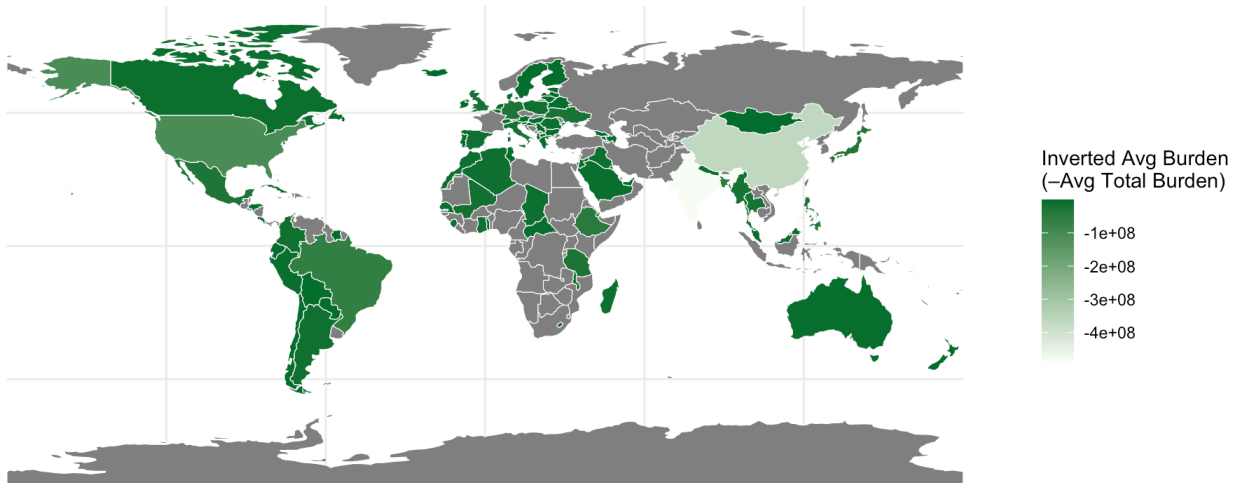 Inverted Avg Burden
(–Avg Total Burden)
-1e+08
-2e+08
-3e+08
-4e+08